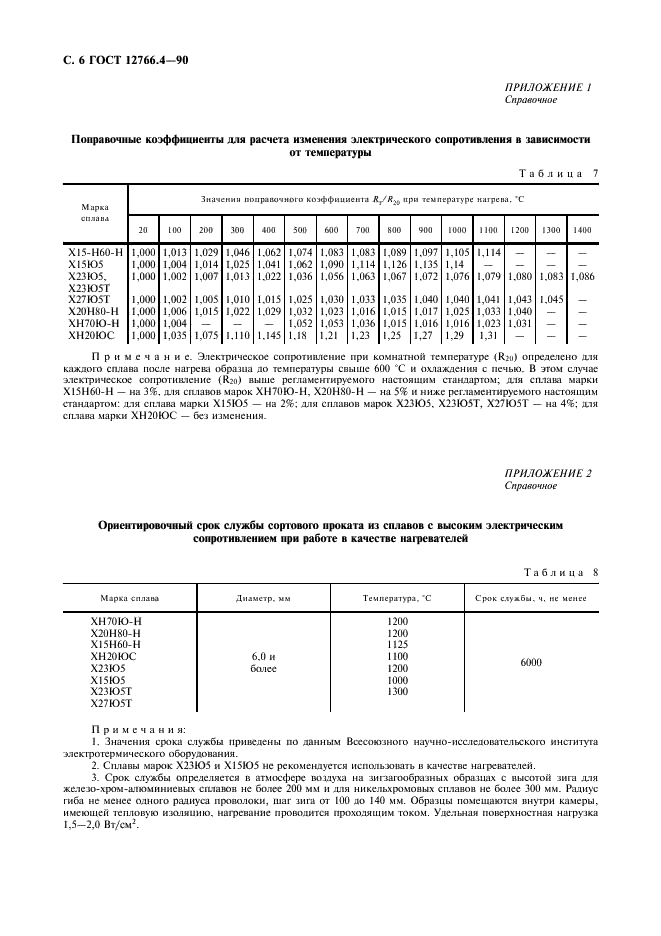 С. 6 ГОСТ 12766.4—90
ПРИЛОЖЕНИЕ 1
Справочное
Поправочные коэффициенты для расчета изменения электрического сопротивления в зависимости
от температуры
Таблица 7
Марка сплава
Значения поправочного коэффициента Rт/R20 при температуре нагрева, °С
20 100 200 300 400 500 600 700 800 900 1000 1100 1200 1300 1400
Х15-Н60-Н 1,000 1,013 1,029 1,046 1,062 1,074 1,083 1,083 1,089 1,097 1,105 1,114 — — —
Х15Ю5 1,000 1,004 1,014 1,025 1,041 1,062 1,090 1,114 1,126 1,135 1,14 — — — —
Х23Ю5, 1,000 1,002 1,007 1,013 1,022 1,036 1,056 1,063 1,067 1,072 1,076 1,079 1,080 1,083 1,086
Х23Ю5Т
Х27Ю5Т 1,000 1,002 1,005 1,010 1,015 1,025 1,030 1,033 1,035 1,040 1,040 1,041 1,043 1,045 —
Х20Н80-Н 1,000 1,006 1,015 1,022 1,029 1,032 1,023 1,016 1,015 1,017 1,025 1,033 1,040 — —
ХН70Ю-Н 1,000 1,004 — — — 1,052 1,053 1,036 1,015 1,016 1,016 1,023 1,031 — —
ХН20ЮС 1,000 1,035 1,075 1,110 1,145 1,18 1,21 1,23 1,25 1,27 1,29 1,31 — — —
Примечание. Электрическое сопротивление при комнатной температуре (R20) определено для
каждого сплава после нагрева образца до температуры свыше 600 °С и охлаждения с печью. В этом случае
электрическое сопротивление (R20) выше регламентируемого настоящим стандартом; для сплава марки
Х15Н60-Н — на 3%, для сплавов марок ХН70Ю-Н, Х20Н80-Н — на 5% и ниже регламентируемого настоящим
стандартом: для сплава марки Х15Ю5 — на 2%; для сплавов марок Х23Ю5, Х23Ю5Т, Х27Ю5Т — на 4%; для
сплава марки ХН20ЮС — без изменения.
ПРИЛОЖЕНИЕ 2
Справочное
Ориентировочный срок службы сортового проката из сплавов с высоким электрическим
сопротивлением при работе в качестве нагревателей
Таблица 8
Марка сплава Диаметр, мм Температура, °С Срок службы, ч, не менее
ХН70Ю-Н 1200
Х20Н80-Н 1200
Х15Н60-Н 1125
ХН20ЮС 6,0 и 1100
Х23Ю5 более 1200 6000
Х15Ю5 1000
Х23Ю5Т 1300
Х27Ю5Т
Примечания:
1. Значения срока службы приведены по данным Всесоюзного научно-исследовательского института
электротермического оборудования.
2. Сплавы марок Х23Ю5 и Х15Ю5 не рекомендуется использовать в качестве нагревателей.
3. Срок службы определяется в атмосфере воздуха на зигзагообразных образцах с высотой зига для
железо-хром-алюминиевых сплавов не более 200 мм и для никельхромовых сплавов не более 300 мм. Радиус
гиба не менее одного радиуса проволоки, шаг зига от 100 до 140 мм. Образцы помещаются внутри камеры,
имеющей тепловую изоляцию, нагревание проводится проходящим током. Удельная поверхностная нагрузка
1,5—2,0 Вт/см².